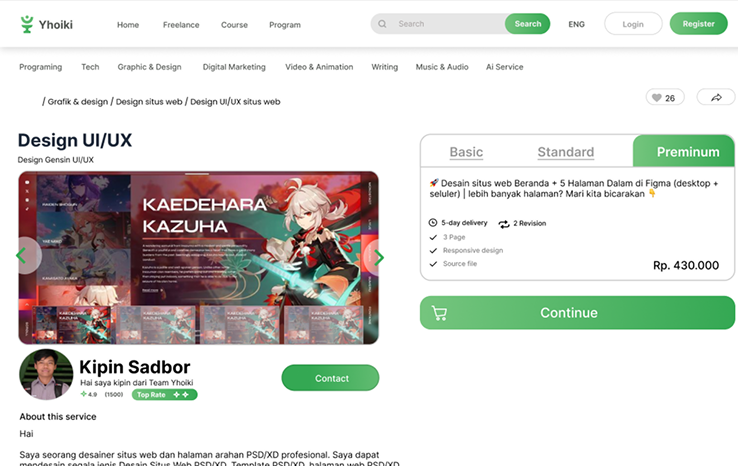 Yhoiki
Home Freelance Course Program
Search
Search
ENG
Login
Register
Programing Tech Graphic & Design Digital Marketing Video & Animation Writing Music & Audio Ai Service
/ Grafik & design / Design situs web / Design UI/UX situs web
26
Design UI/UX
Design Gensin UI/UX
KAEDEHARA
KAZUHA
Kipin Sadbor
Hai saya kipin dari Team Yhoiki
4.9 (1500) Top Rate
Contact
About this service
Hai
Saya seorang desainer situs web dan halaman arahan PSD/XD profesional. Saya dapat
mendesain segala jenis Desain Situs Web PSD/XD, Template PSD/XD, halaman web PSD/XD
Basic Standard Preminum
🚀 Desain situs web Beranda + 5 Halaman Dalam di Figma (desktop +
seluler) | lebih banyak halaman? Mari kita bicarakan 👇
5-day delivery 2 Revision
3 Page
Responsive design
Source file
Rp. 430.000
Continue